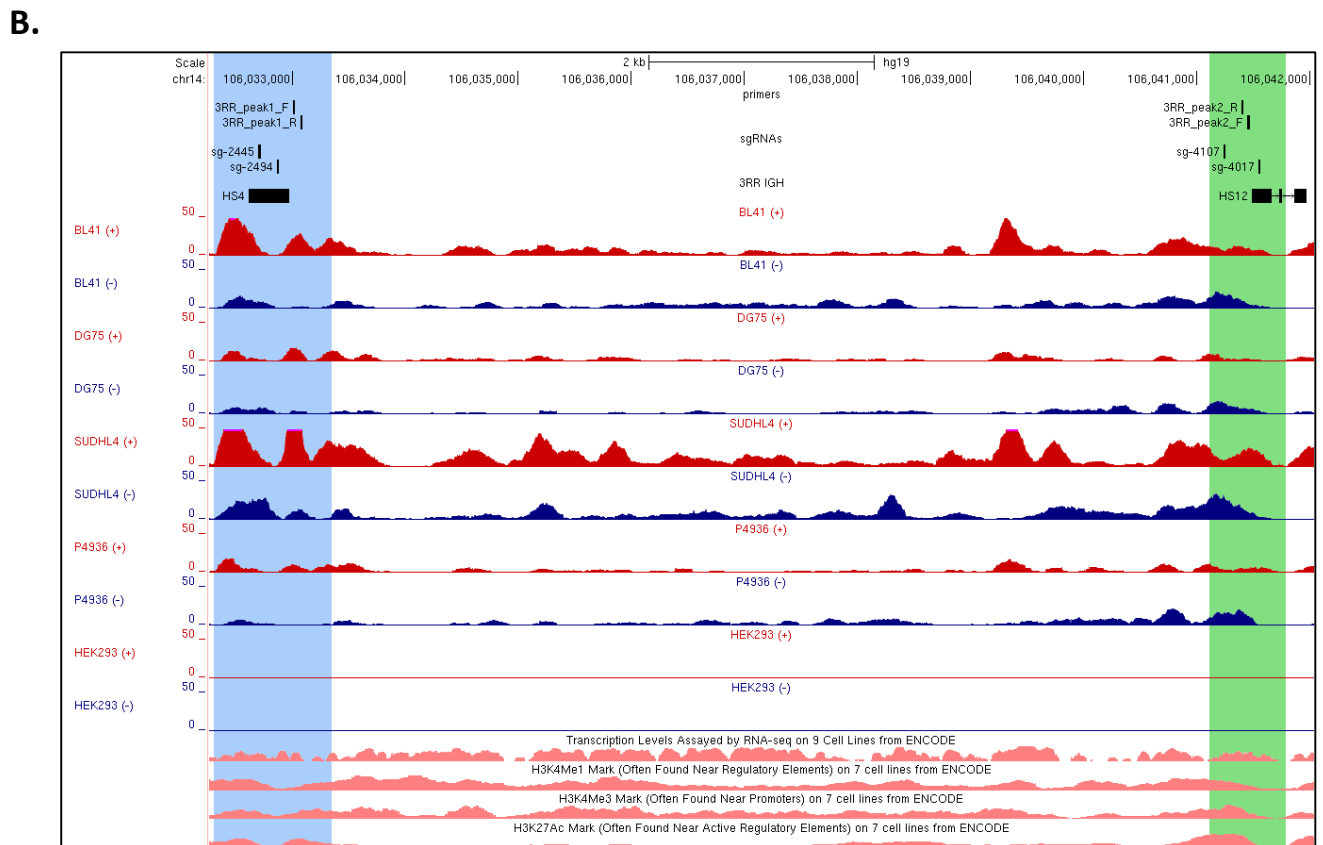 B.
Scale 2 kb hg19
chr14: 106,033,000 106,034,000 106,035,000 106,036,000 106,037,000 106,038,000 106,039,000 106,040,000 106,041,000 106,042,000
primers
3RR_peak1_F 3RR_peak2_R
3RR_peak1_R 3RR_peak2_F
sgRNAs
sg-2445 sg-4107
sg-2494 sg-4017
3RR IGH
HS4 HS12
50 BL41 (+)
BL41 (+)
0
50 BL41 (-)
BL41 (-)
0
50 DG75 (+)
DG75 (+)
0
50 DG75 (-)
DG75 (-)
0
50 SUDHL4 (+)
SUDHL4 (+)
0
50 SUDHL4 (-)
SUDHL4 (-)
0
50 P4936 (+)
P4936 (+)
0
50 P4936 (-)
P4936 (-)
0
50 HEK293 (+)
HEK293 (+)
0
50 HEK293 (-)
HEK293 (-)
0
Transcription Levels Assayed by RNA-seq on 9 Cell Lines from ENCODE
H3K4Me1 Mark (Often Found Near Regulatory Elements) on 7 cell lines from ENCODE
H3K4Me3 Mark (Often Found Near Promoters) on 7 cell lines from ENCODE
H3K27Ac Mark (Often Found Near Active Regulatory Elements) on 7 cell lines from ENCODE